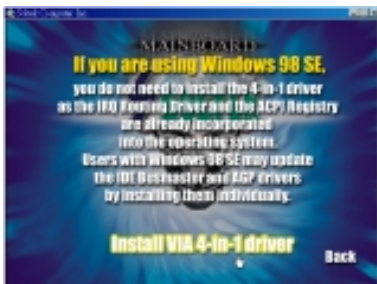 Soltek Computer Inc.
MAINBOARD
If you are using Windows 98 SE,
you do not need to install the 4-in-1 driver
as the IRQ Routing Driver and the ACPI Registry
are already incorporated
into the operating system.
Users with Windows 98 SE may update
the IDE Busmaster and AGP drivers
by installing them individually.
Install VIA 4-in-1 driver
Back